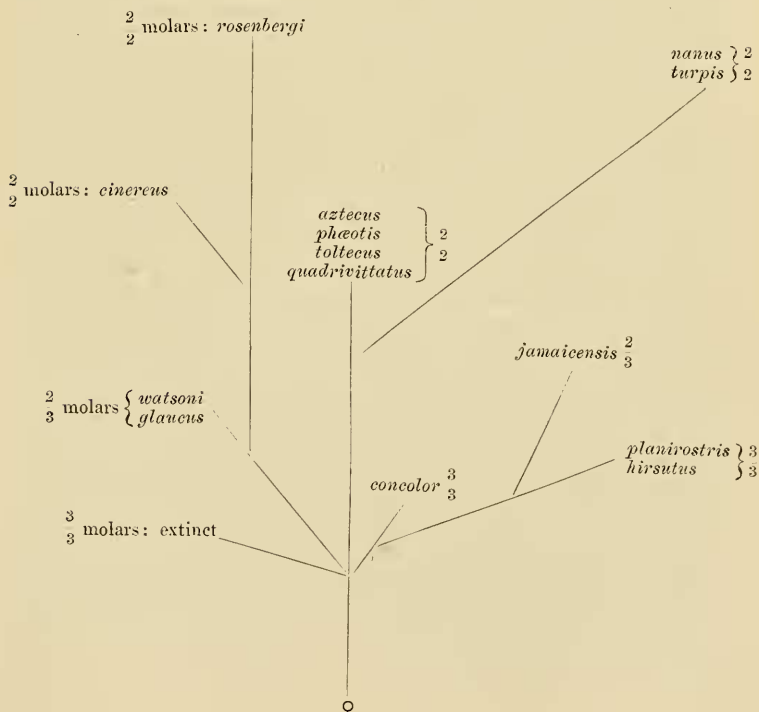 2/2 molars: rosenbergi
nanus } 2
turpis } 2
2/2 molars: cinereus
aztecus
phæotis
toltecus
quadrivittatus
2
2
jamaicensis 2/3
2/3 molars { watsoni
glaucus
planirostris } 3
hirsutus } 3
concolor 3/3
3/3 molars: extinct